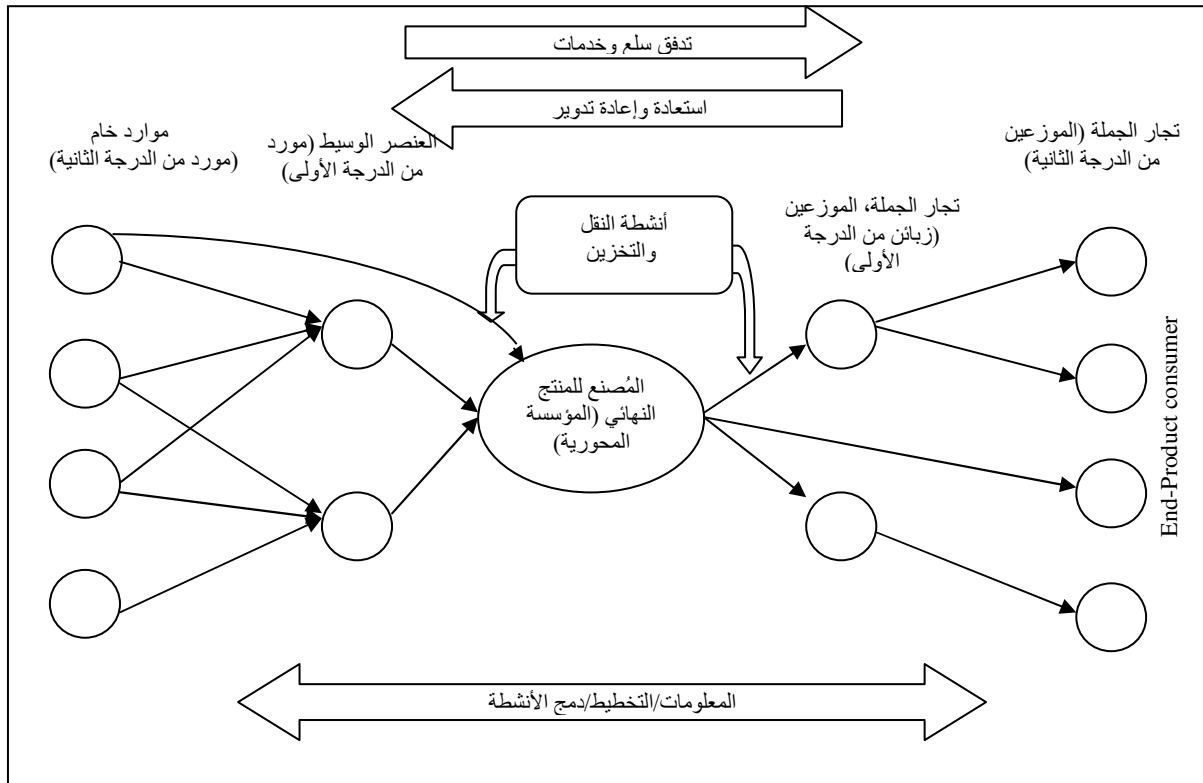 تدفق سلع وخدمات
استعادة وإعادة تدوير
موارد خام
(مورد من الدرجة الثانية)
العنصر الوسيط (مورد
من الدرجة الأولى)
تجار الجملة (الموزعين
من الدرجة الثانية)
أنشطة النقل
والتخزين
تجار الجملة، الموزعين
(زبائن من الدرجة
الأولى)
المُصنع للمنتج
النهائي (المؤسسة
المحورية)
End-Product consumer
المعلومات/التخطيط/دمج الأنشطة